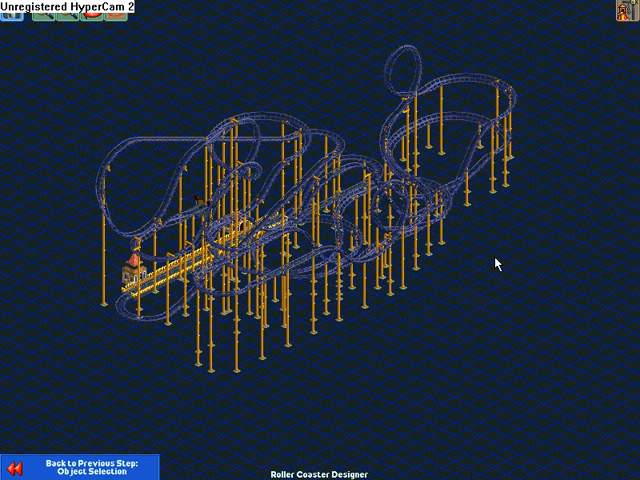 Unregistered HyperCam 2
Back to Previous Step:
Object Selection
Roller Coaster Designer